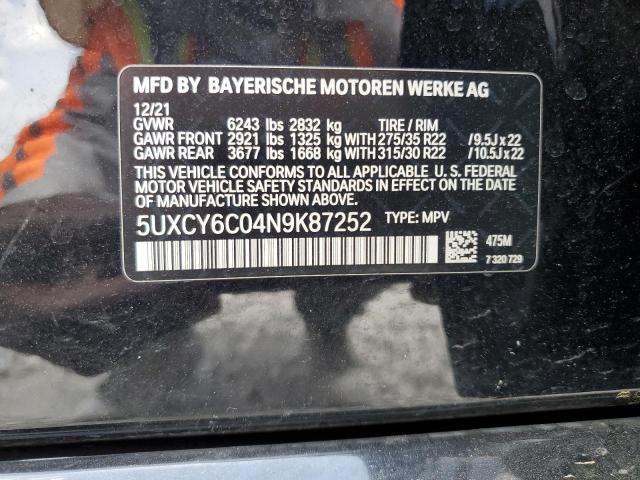 MFD BY BAYERISCHE MOTOREN WERKE AG
12/21
GVWR 6243 lbs 2832 kg TIRE / RIM
GAWR FRONT 2921 lbs 1325 kg WITH 275/35 R22 / 9.5J x 22
GAWR REAR 3677 lbs 1668 kg WITH 315/30 R22 / 10.5J x 22
THIS VEHICLE CONFORMS TO ALL APPLICABLE U. S. FEDERAL
MOTOR VEHICLE SAFETY STANDARDS IN EFFECT ON THE
DATE OF MANUFACTURE SHOWN ABOVE.
5UXCY6C04N9K87252 TYPE: MPV
475M
7 320 729